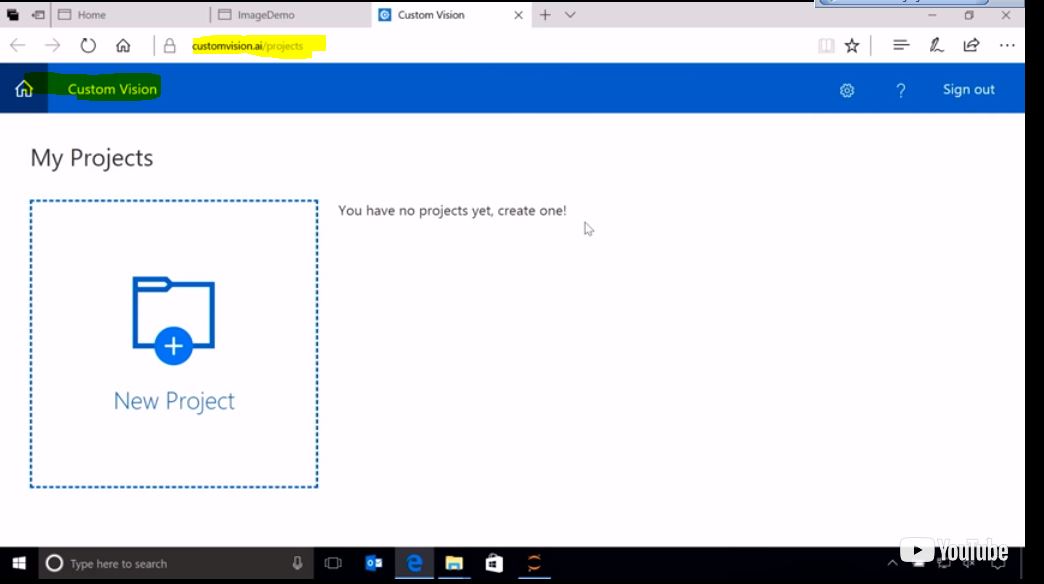 Home
ImageDemo
Custom Vision
customvision.ai/projects
Custom Vision
?
Sign out
My Projects
You have no projects yet, create one!
New Project
Type here to search
YouTube